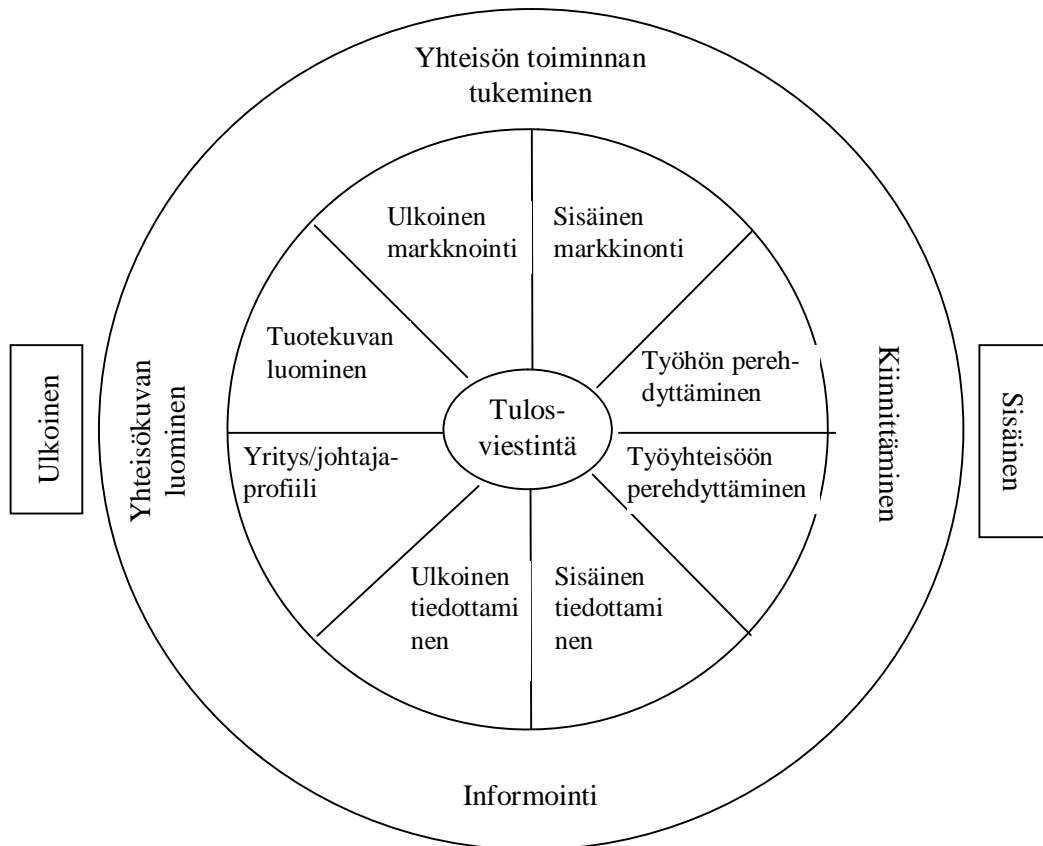 Yhteisön toiminnan
tukeminen
Ulkoinen
markknointi
Sisäinen
markkinonti
Tuotekuvan
luominen
Työhön pereh-
dyttäminen
Tulos-
viestintä
Yritys/johtaja-
profiili
Työyhteisöön
perehdyttäminen
Ulkoinen
tiedottami
nen
Sisäinen
tiedottami
nen
Ulkoinen
Yhteisökuvan
luominen
Kiinnittäminen
Sisäinen
Informointi